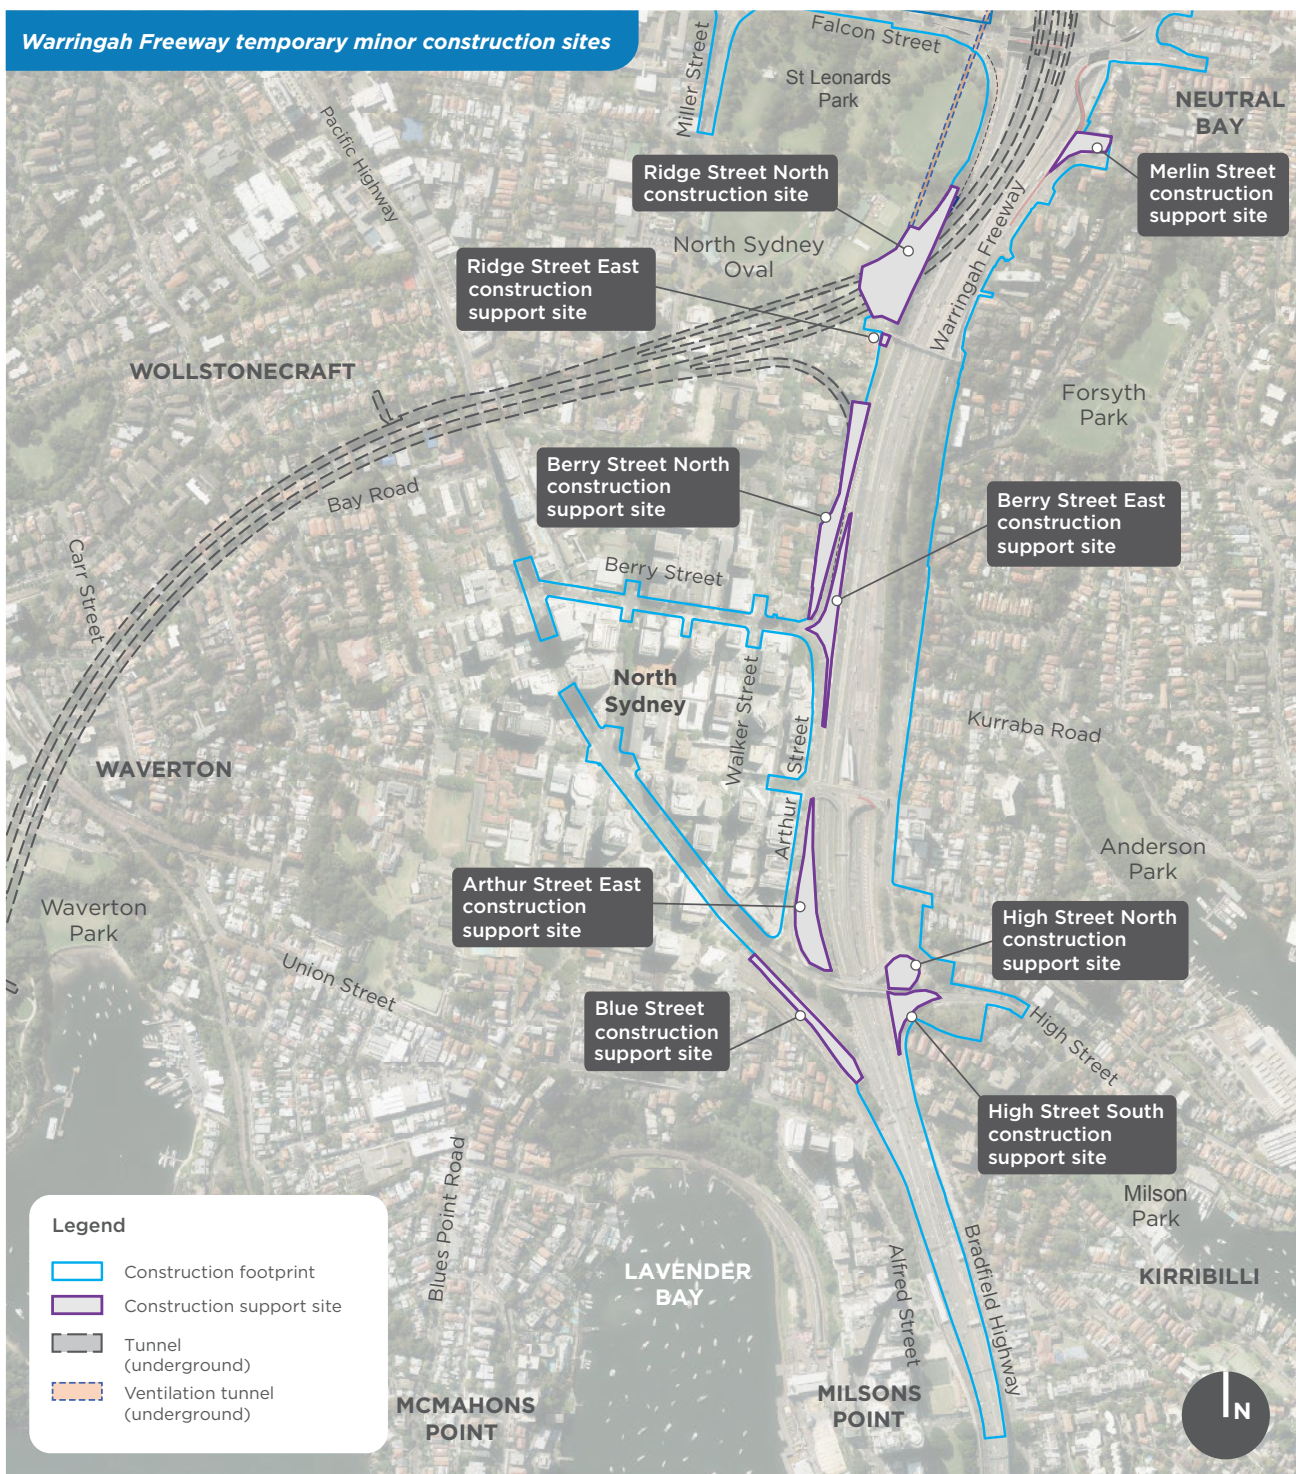 Warringah Freeway temporary minor construction sites
Falcon Street
Miller Street
St Leonards
Park
NEUTRAL
BAY
Pacific Highway
Ridge Street North
construction site
Merlin Street
construction
support site
North Sydney
Oval
Warringah Freeway
Ridge Street East
construction
support site
WOLLSTONECRAFT
Forsyth
Park
Berry Street North
construction
support site
Bay Road
Berry Street East
construction
support site
Carr Street
Berry Street
North
Sydney
Walker Street
Kurraba Road
WAVERTON
Arthur Street
Anderson
Park
Arthur Street East
construction
support site
Waverton
Park
High Street North
construction
support site
Union Street
Blue Street
construction
support site
High Street
High Street South
construction
support site
Blues Point Road
Milson
Park
Legend
Construction footprint
Construction support site
Tunnel
(underground)
Ventilation tunnel
(underground)
LAVENDER
BAY
Alfred Street
Bradfield Highway
KIRRIBILLI
MCMAHONS
POINT
MILSONS
POINT
N